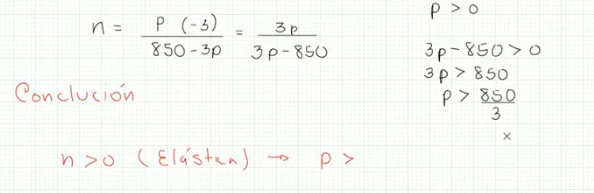 n = P (-3) / 850-3p = 3p / 3p-850
p > 0
3p-850 > 0
3p > 850
p > 850/3
x
Conclución
n > 0 (Elástica) → p >